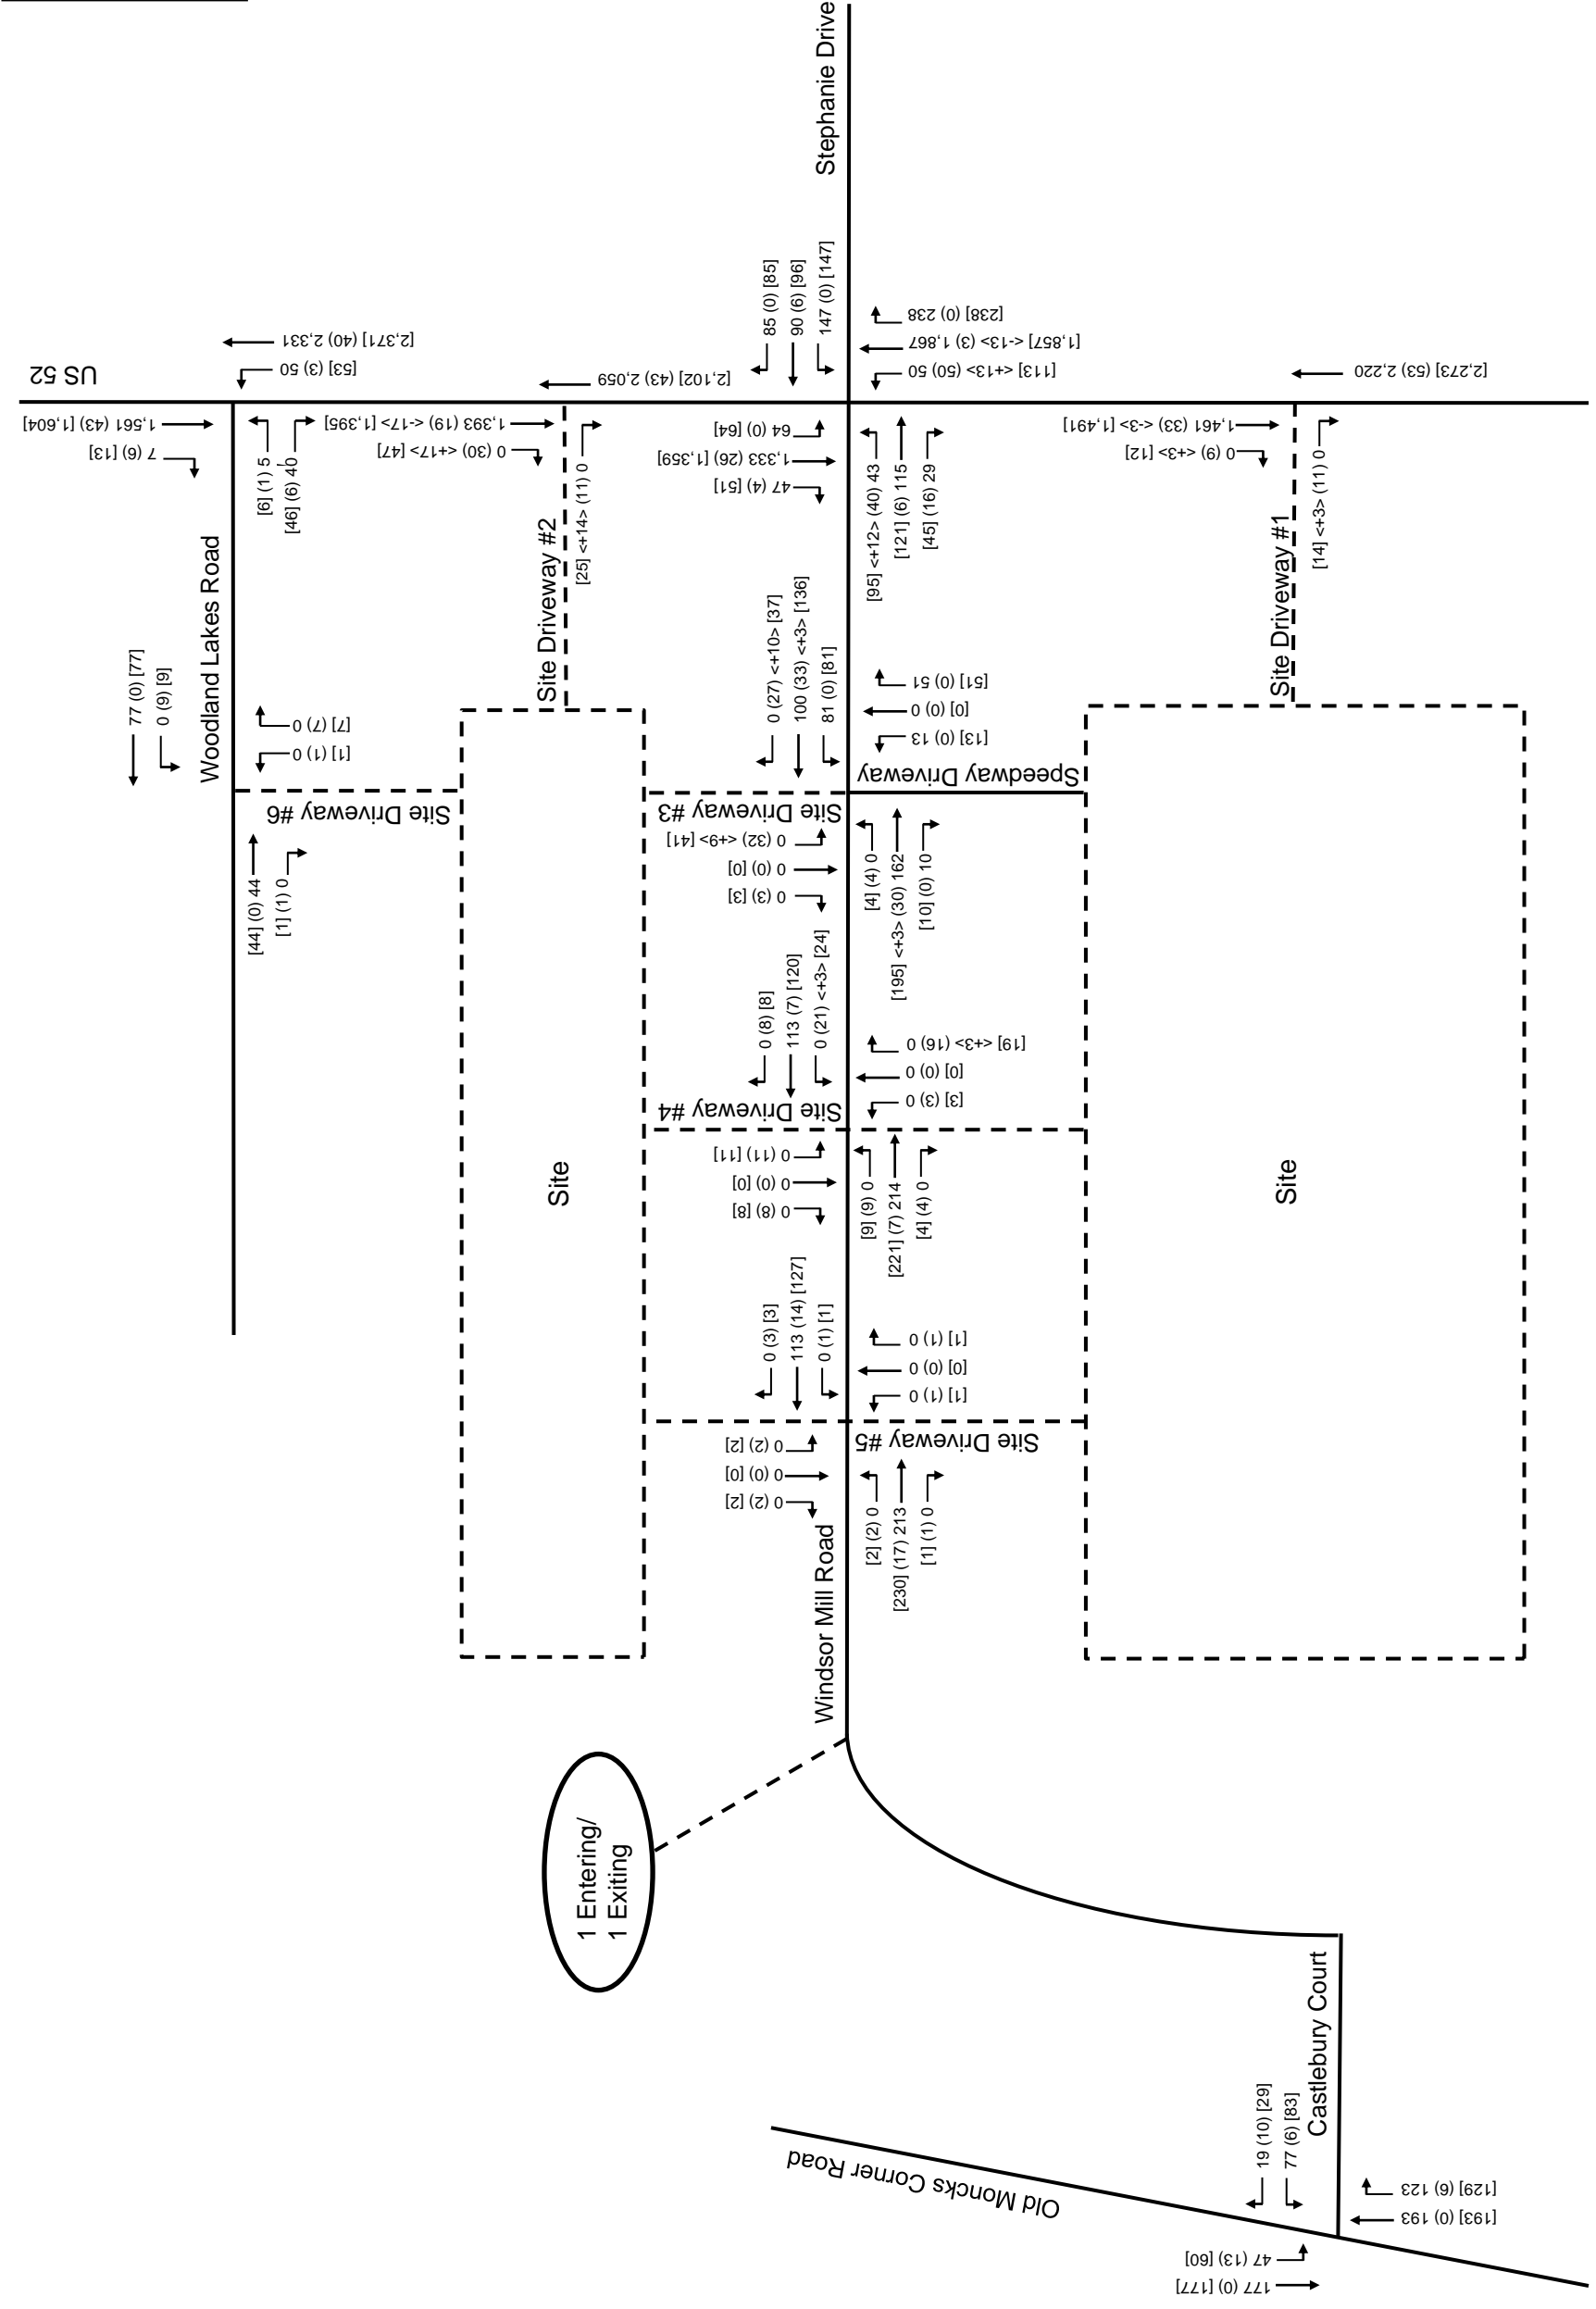 US 52
Stephanie Drive
[2,371] (40) 2,331
[53] (3) 50
1,561 (43) [1,604]
7 (6) [13]
Woodland Lakes Road
[6] (1) 5
[46] (6) 40
77 (0) [77]
0 (9) [9]
[7] (7) 0
[1] (1) 0
Site Driveway #6
[44] (0) 44
[1] (1) 0
[2,102] (43) 2,059
1,393 (19) <-17> [1,395]
0 (30) <+17> [47]
Site Driveway #2
[25] <+14> (11) 0
85 (0) [85]
90 (6) [96]
147 (0) [147]
[238] (0) 238
[1,857] <-13> (3) 1,867
[113] <+13> (50) 50
64 (0) [64]
1,333 (26) [1,359]
47 (4) [51]
[95] <+12> (40) 43
[121] (6) 115
[45] (16) 29
[2,273] (53) 2,220
1,461 (33) <-3> [1,491]
0 (9) <+3> [12]
Site Driveway #1
[14] <+3> (11) 0
0 (27) <+10> [37]
100 (33) <+3> [136]
81 (0) [81]
[51] (0) 51
[0] (0) 0
[13] (0) 13
Speedway Driveway
Site Driveway #3
0 (32) <+9> [41]
0 (0) [0]
0 (3) [3]
[4] (4) 0
[195] <+3> (30) 162
[10] (0) 10
0 (8) [8]
113 (7) [120]
0 (21) <+3> [24]
[19] <+3> (16) 0
[0] (0) 0
[3] (3) 0
Site Driveway #4
0 (11) [11]
0 (0) [0]
0 (8) [8]
[9] (9) 0
[221] (7) 214
[4] (4) 0
Site
Site
0 (3) [3]
113 (14) [127]
0 (1) [1]
[1] (1) 0
[0] (0) 0
[1] (1) 0
Site Driveway #5
0 (2) [2]
0 (0) [0]
0 (2) [2]
[2] (2) 0
[230] (17) 213
[1] (1) 0
Windsor Mill Road
1 Entering/
1 Exiting
Castlebury Court
19 (10) [29]
77 (6) [83]
Old Moncks Corner Road
[129] (6) 123
[193] (0) 193
47 (13) [60]
177 (0) [177]